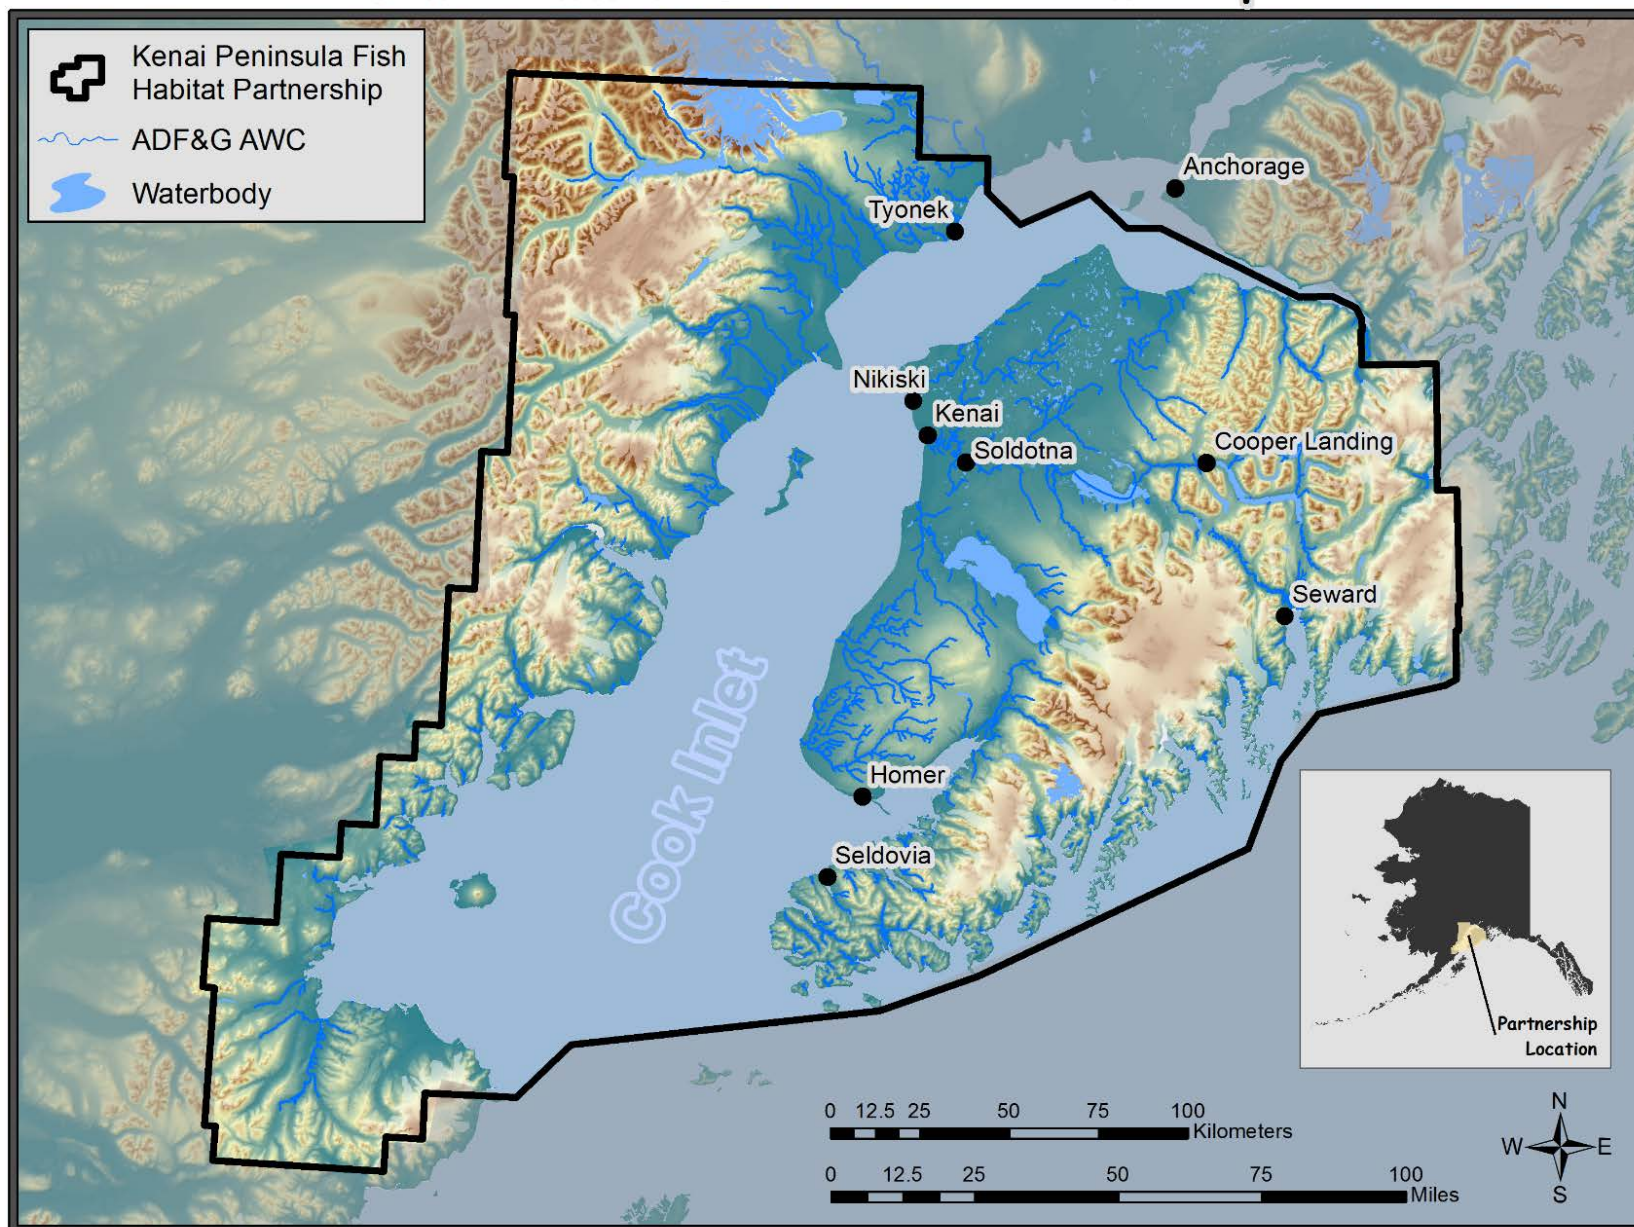 Kenai Peninsula Fish
Habitat Partnership
ADF&G AWC
Waterbody
Anchorage
Tyonek
Nikiski
Kenai
Soldotna
Cooper Landing
Seward
Cook Inlet
Homer
Seldovia
Partnership
Location
0 12.5 25 50 75 100
Kilometers
0 12.5 25 50 75 100
Miles
N
W E
S